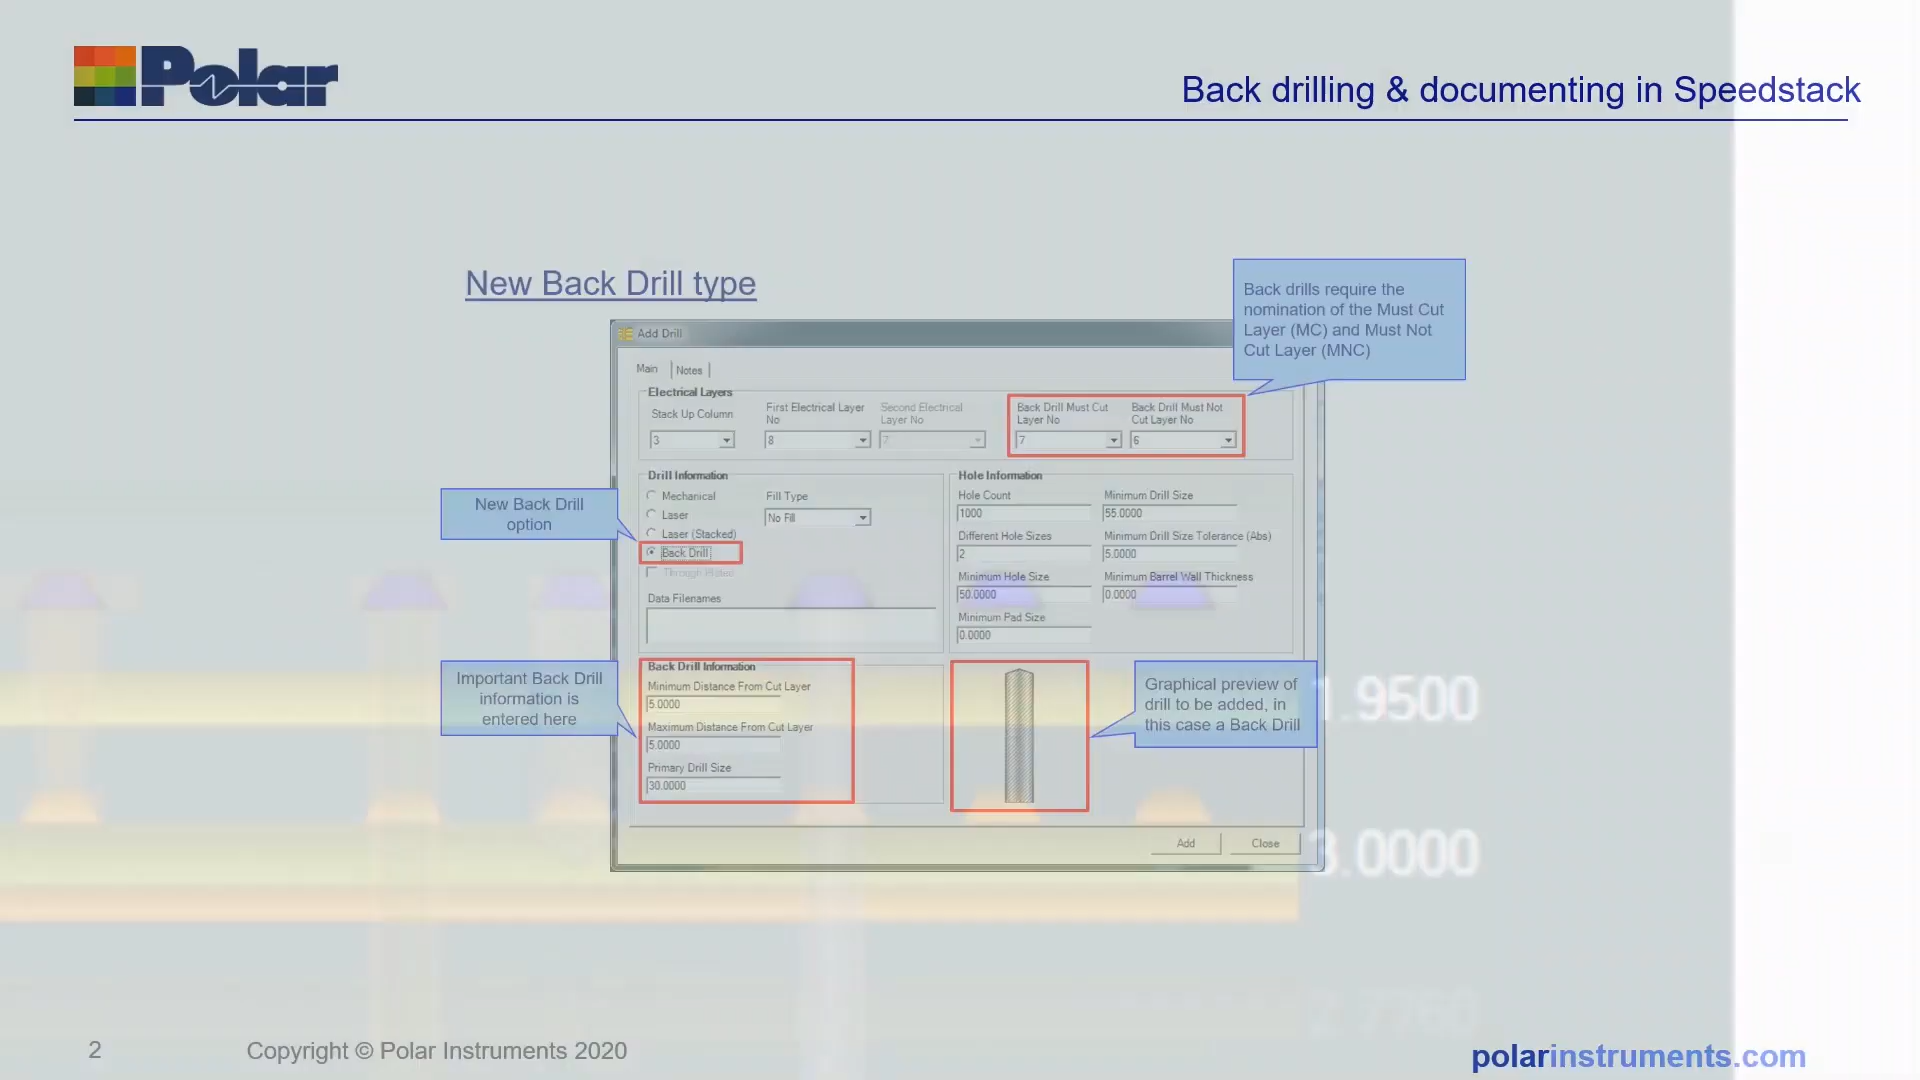 Polar
Back drilling & documenting in Speedstack
New Back Drill type
Back drills require the
nomination of the Must Cut
Layer (MC) and Must Not
Cut Layer (MNC)
Add Drill
Main
Notes
Electrical Layers
Stack Up Column
3
First Electrical Layer
No
8
Second Electrical
Layer No
7
Back Drill Must Cut
Layer No
7
Back Drill Must Not
Cut Layer No
6
Drill Information
Mechanical
Laser
Laser (Stacked)
Back Drill
Through Plated
Fill Type
No Fill
Data Filenames
Hole Information
Hole Count
1000
Minimum Drill Size
55.0000
Different Hole Sizes
2
Minimum Drill Size Tolerance (Abs)
5.0000
Minimum Hole Size
50.0000
Minimum Barrel Wall Thickness
0.0000
Minimum Pad Size
0.0000
New Back Drill
option
Important Back Drill
information is
entered here
Back Drill Information
Minimum Distance From Cut Layer
5.0000
Maximum Distance From Cut Layer
5.0000
Primary Drill Size
30.0000
Graphical preview of
drill to be added, in
this case a Back Drill
1.9500
3.0000
2.7760
Add
Close
2
Copyright © Polar Instruments 2020
polarinstruments.com